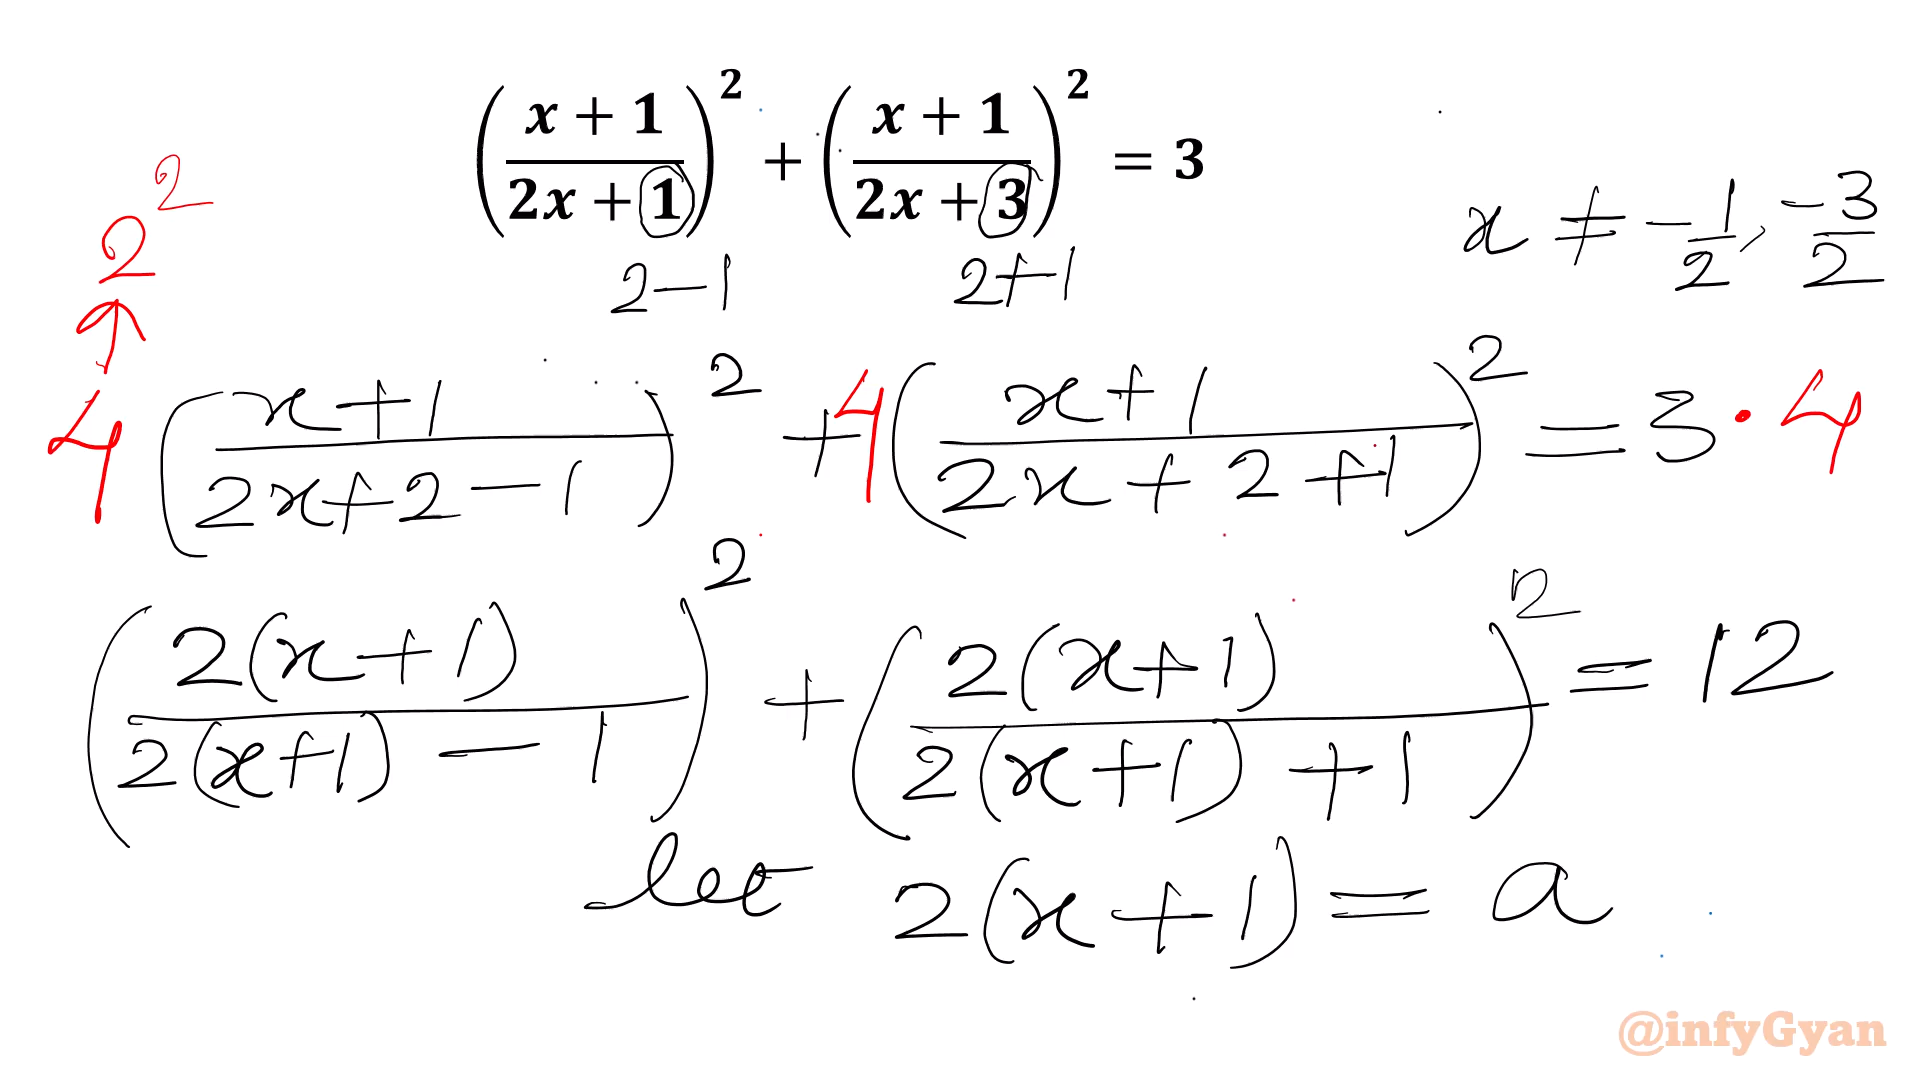 ((x + 1)/(2x + 1))² + ((x + 1)/(2x + 3))² = 3
2 - 1    2 + 1
x ≠ -1/2, -3/2
2²
↑
4 ((x+1)/(2x+2-1))² + 4 ((x+1)/(2x+2+1))² = 3 · 4
(2(x+1)/(2(x+1) - 1))² + (2(x+1)/(2(x+1) + 1))² = 12
let 2(x+1) = a
@infyGyan